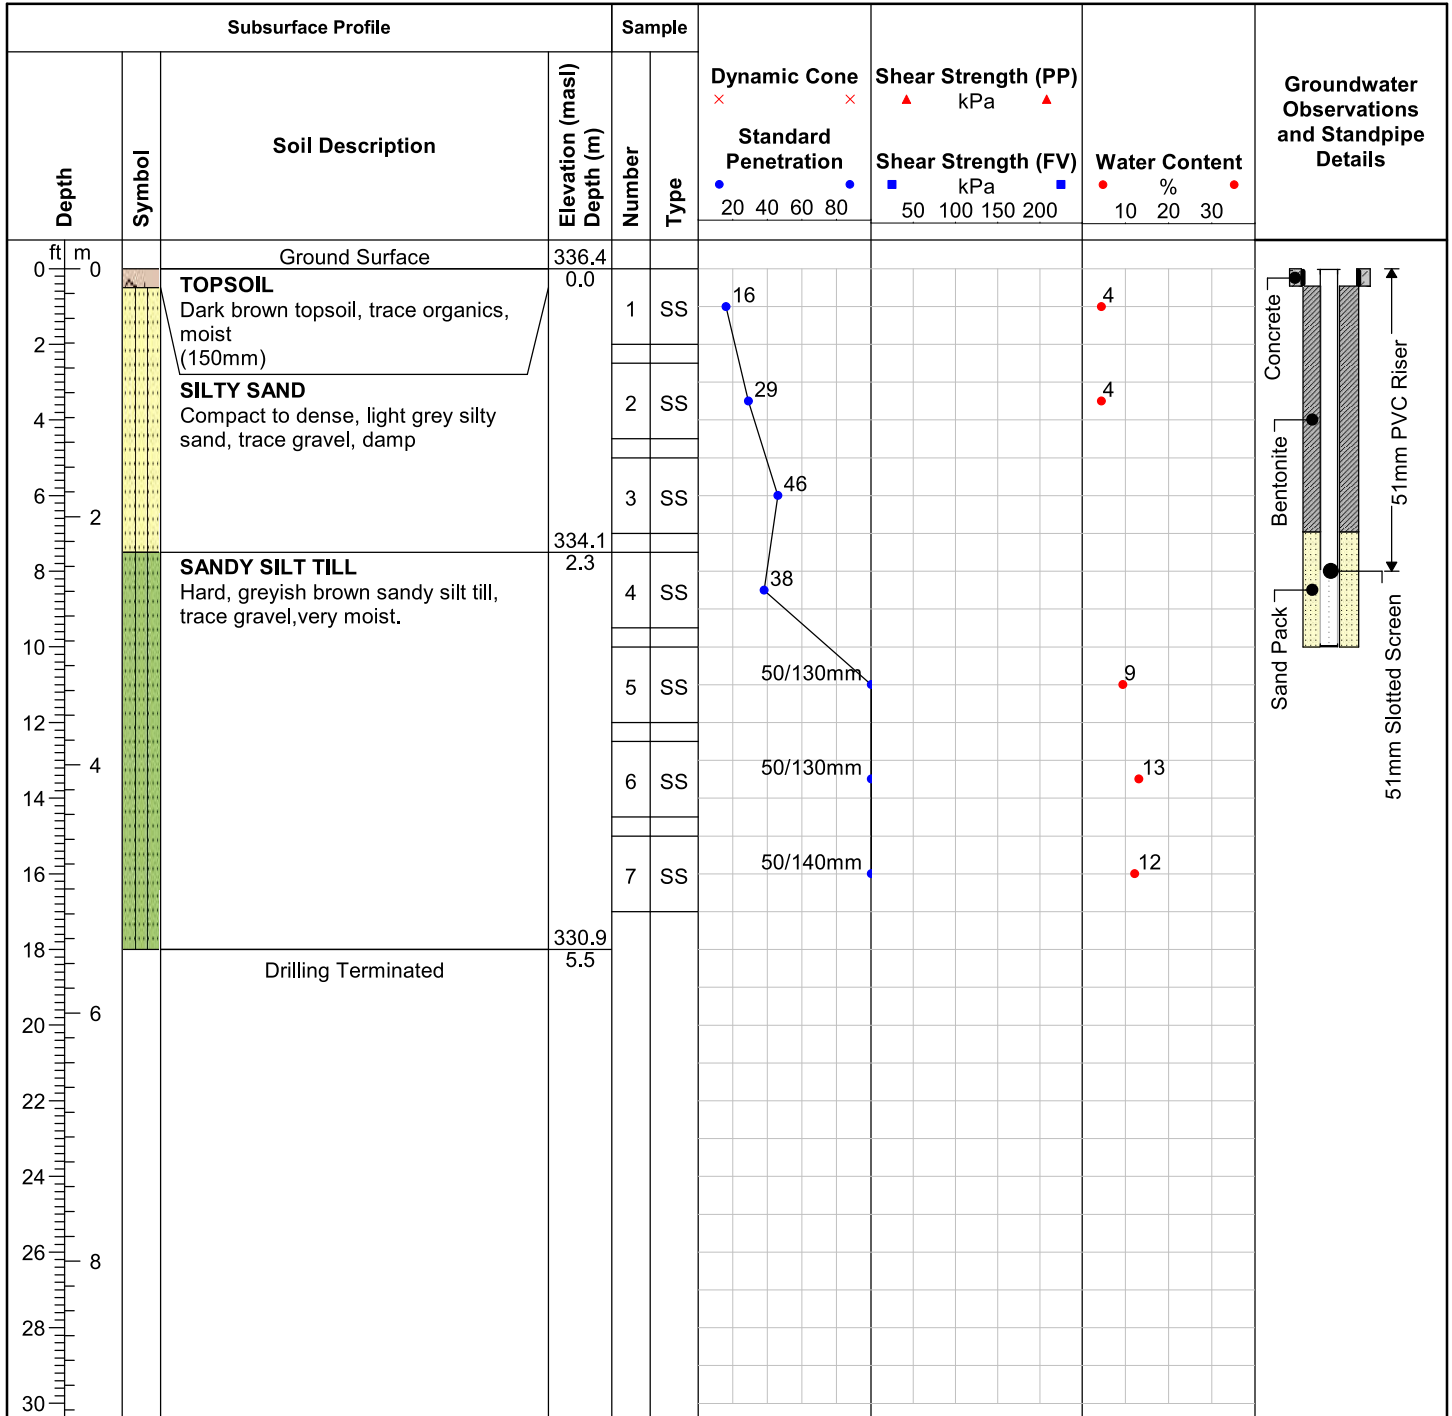 Subsurface Profile
Sample
Depth
Symbol
Soil Description
Elevation (masl)
Depth (m)
Number
Type
Dynamic Cone
Standard
Penetration
20 40 60 80
Shear Strength (PP)
kPa
Shear Strength (FV)
kPa
50 100 150 200
Water Content
%
10 20 30
Groundwater
Observations
and Standpipe
Details
ft m
0
2
4
6
8
10
12
14
16
18
20
22
24
26
28
30
0
2
4
6
8
Ground Surface
336.4
0.0
TOPSOIL
Dark brown topsoil, trace organics,
moist
(150mm)
SILTY SAND
Compact to dense, light grey silty
sand, trace gravel, damp
334.1
2.3
SANDY SILT TILL
Hard, greyish brown sandy silt till,
trace gravel,very moist.
330.9
5.5
Drilling Terminated
1 SS
2 SS
3 SS
4 SS
5 SS
6 SS
7 SS
16
29
46
38
50/130mm
50/130mm
50/140mm
4
4
9
13
12
Concrete
Bentonite
Sand Pack
51mm PVC Riser
51mm Slotted Screen